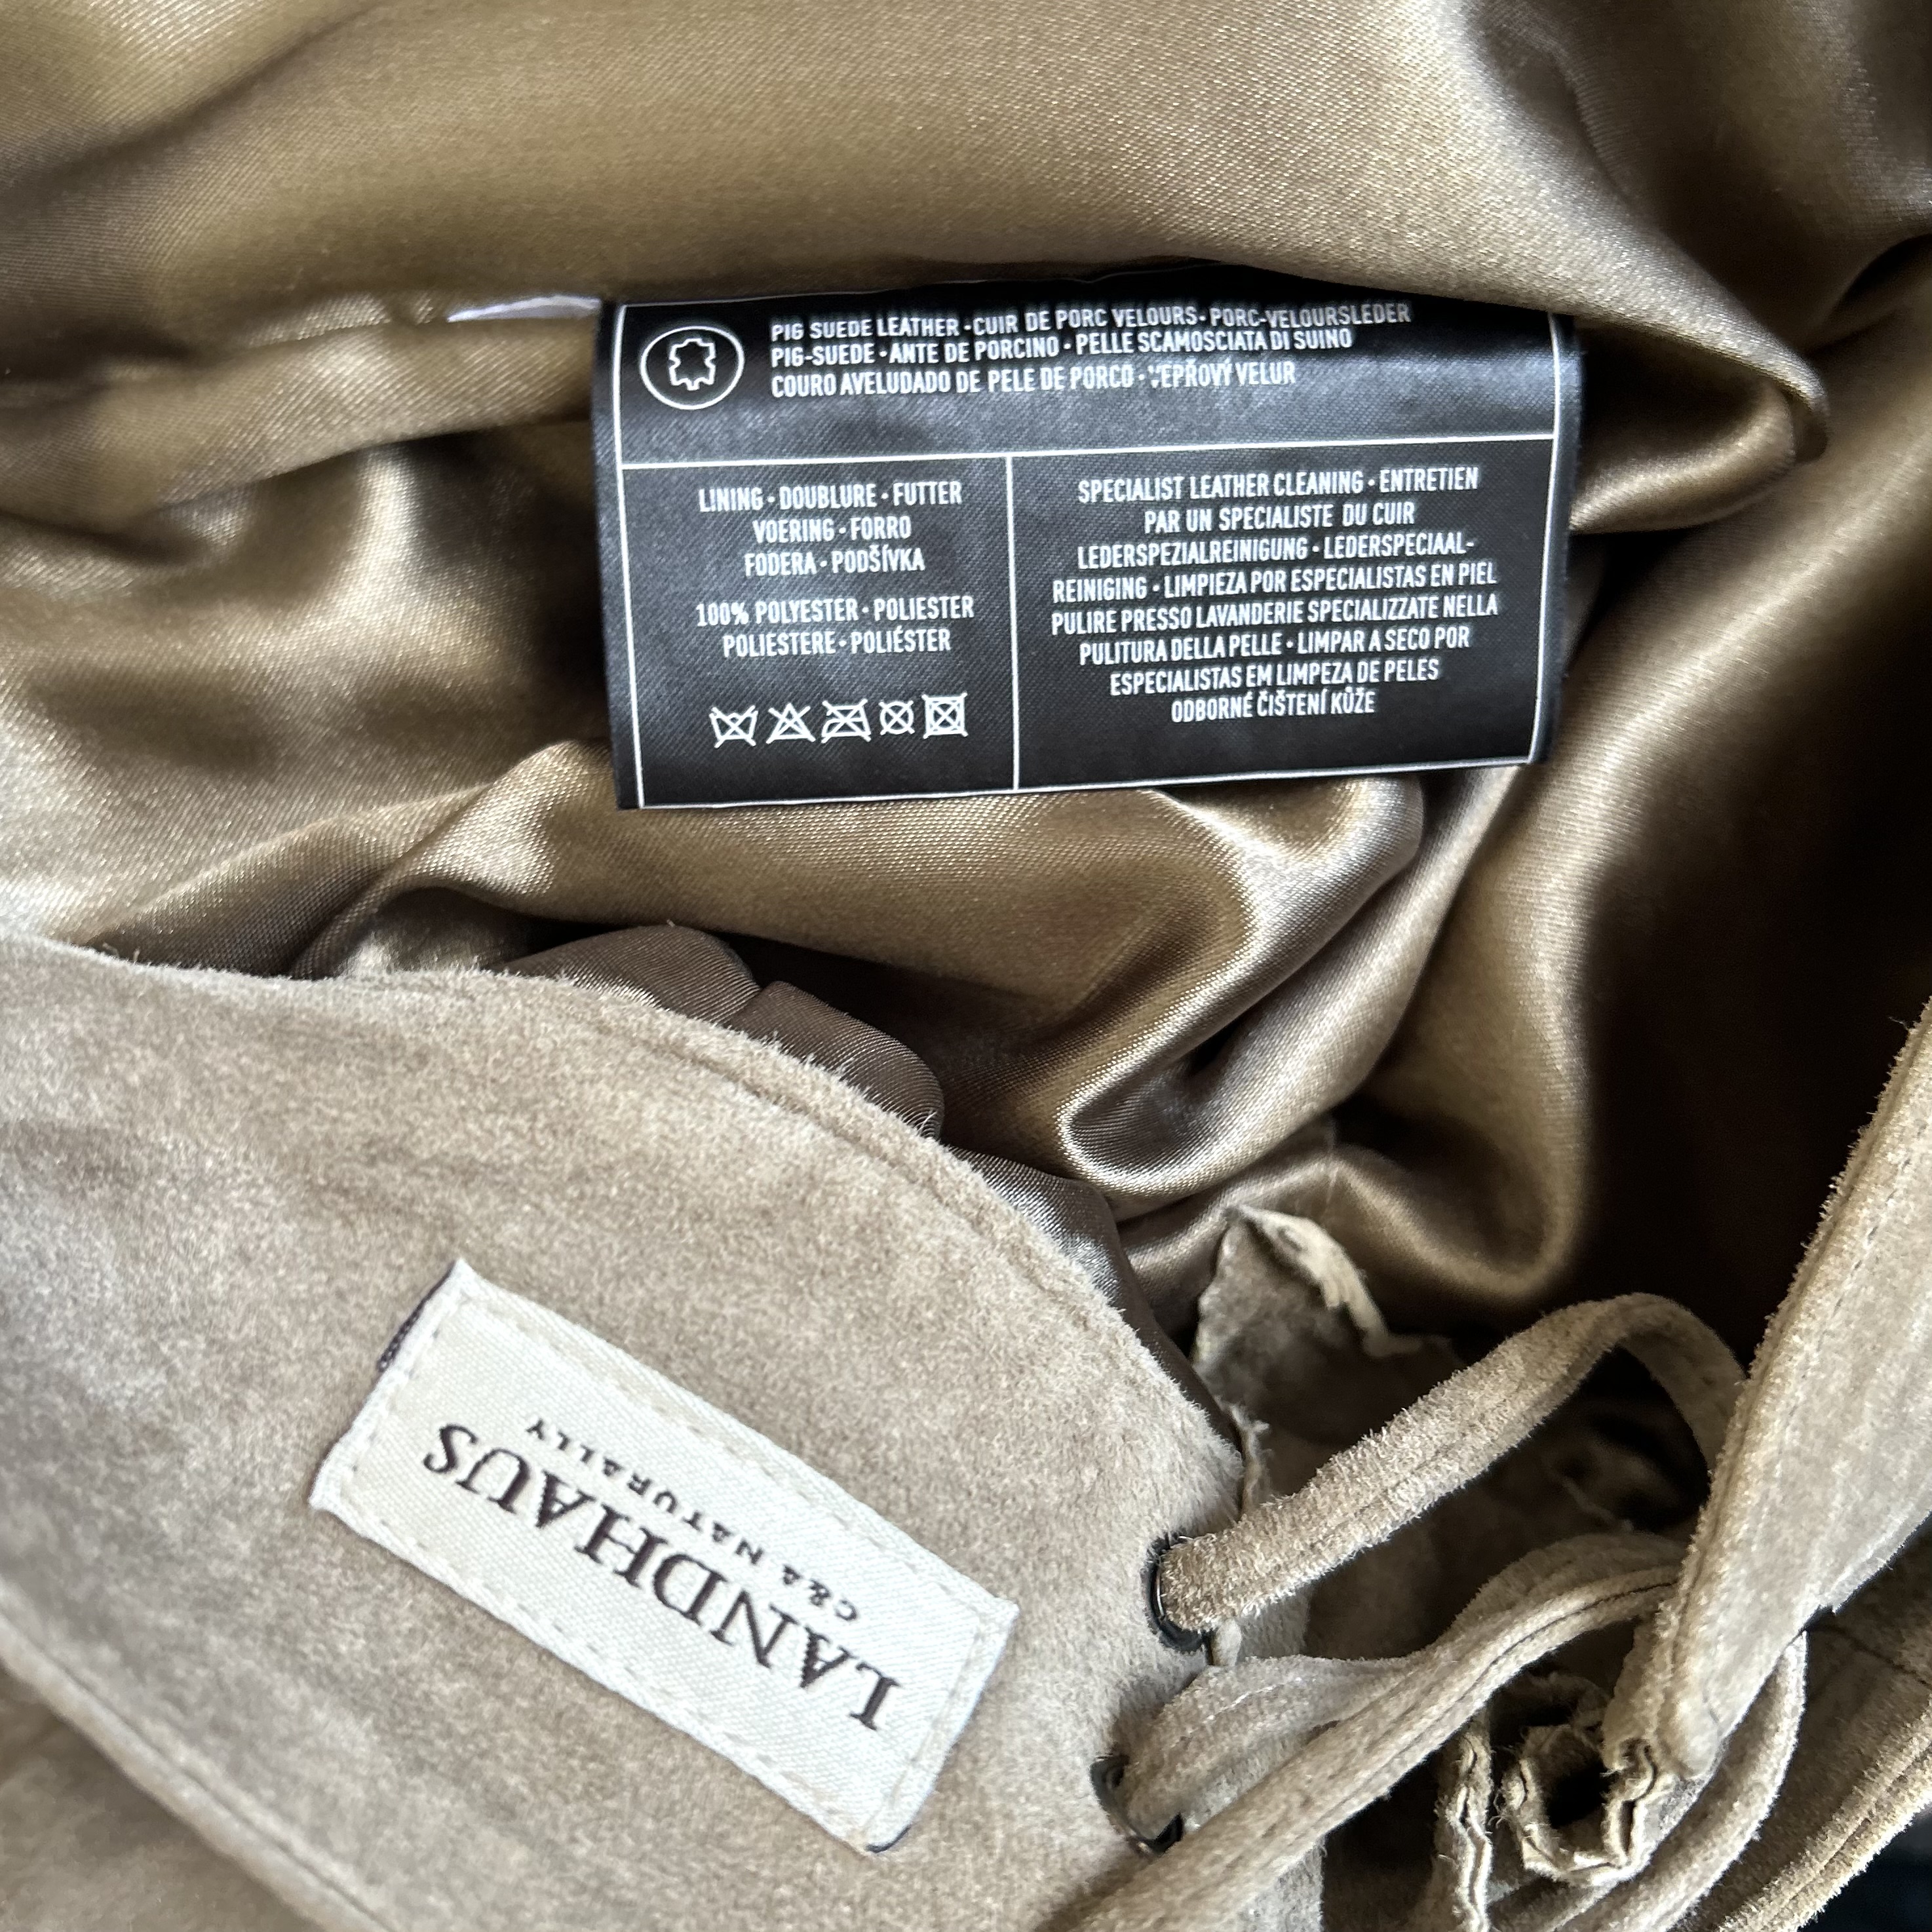 PIG SUEDE LEATHER · CUIR DE PORC VELOURS · PORC-VELOURSLEDER
PIG-SUEDE · ANTE DE PORCINO · PELLE SCAMOSCIATA DI SUINO
COURO AVELUDADO DE PELE DE PORCO · VEPŘOVÝ VELUR
LINING · DOUBLURE · FUTTER
VOERING · FORRO
FODERA · PODŠÍVKA
100% POLYESTER · POLIESTER
POLIESTERE · POLIÉSTER
SPECIALIST LEATHER CLEANING · ENTRETIEN
PAR UN SPECIALISTE DU CUIR
LEDERSPEZIALREINIGUNG · LEDERSPECIAAL-
REINIGING · LIMPIEZA POR ESPECIALISTAS EN PIEL
PULIRE PRESSO LAVANDERIE SPECIALIZZATE NELLA
PULITURA DELLA PELLE · LIMPAR A SECO POR
ESPECIALISTAS EM LIMPEZA DE PELES
ODBORNÉ ČIŠTENÍ KŮŽE
LANDHAUS
C&A NATURALLY